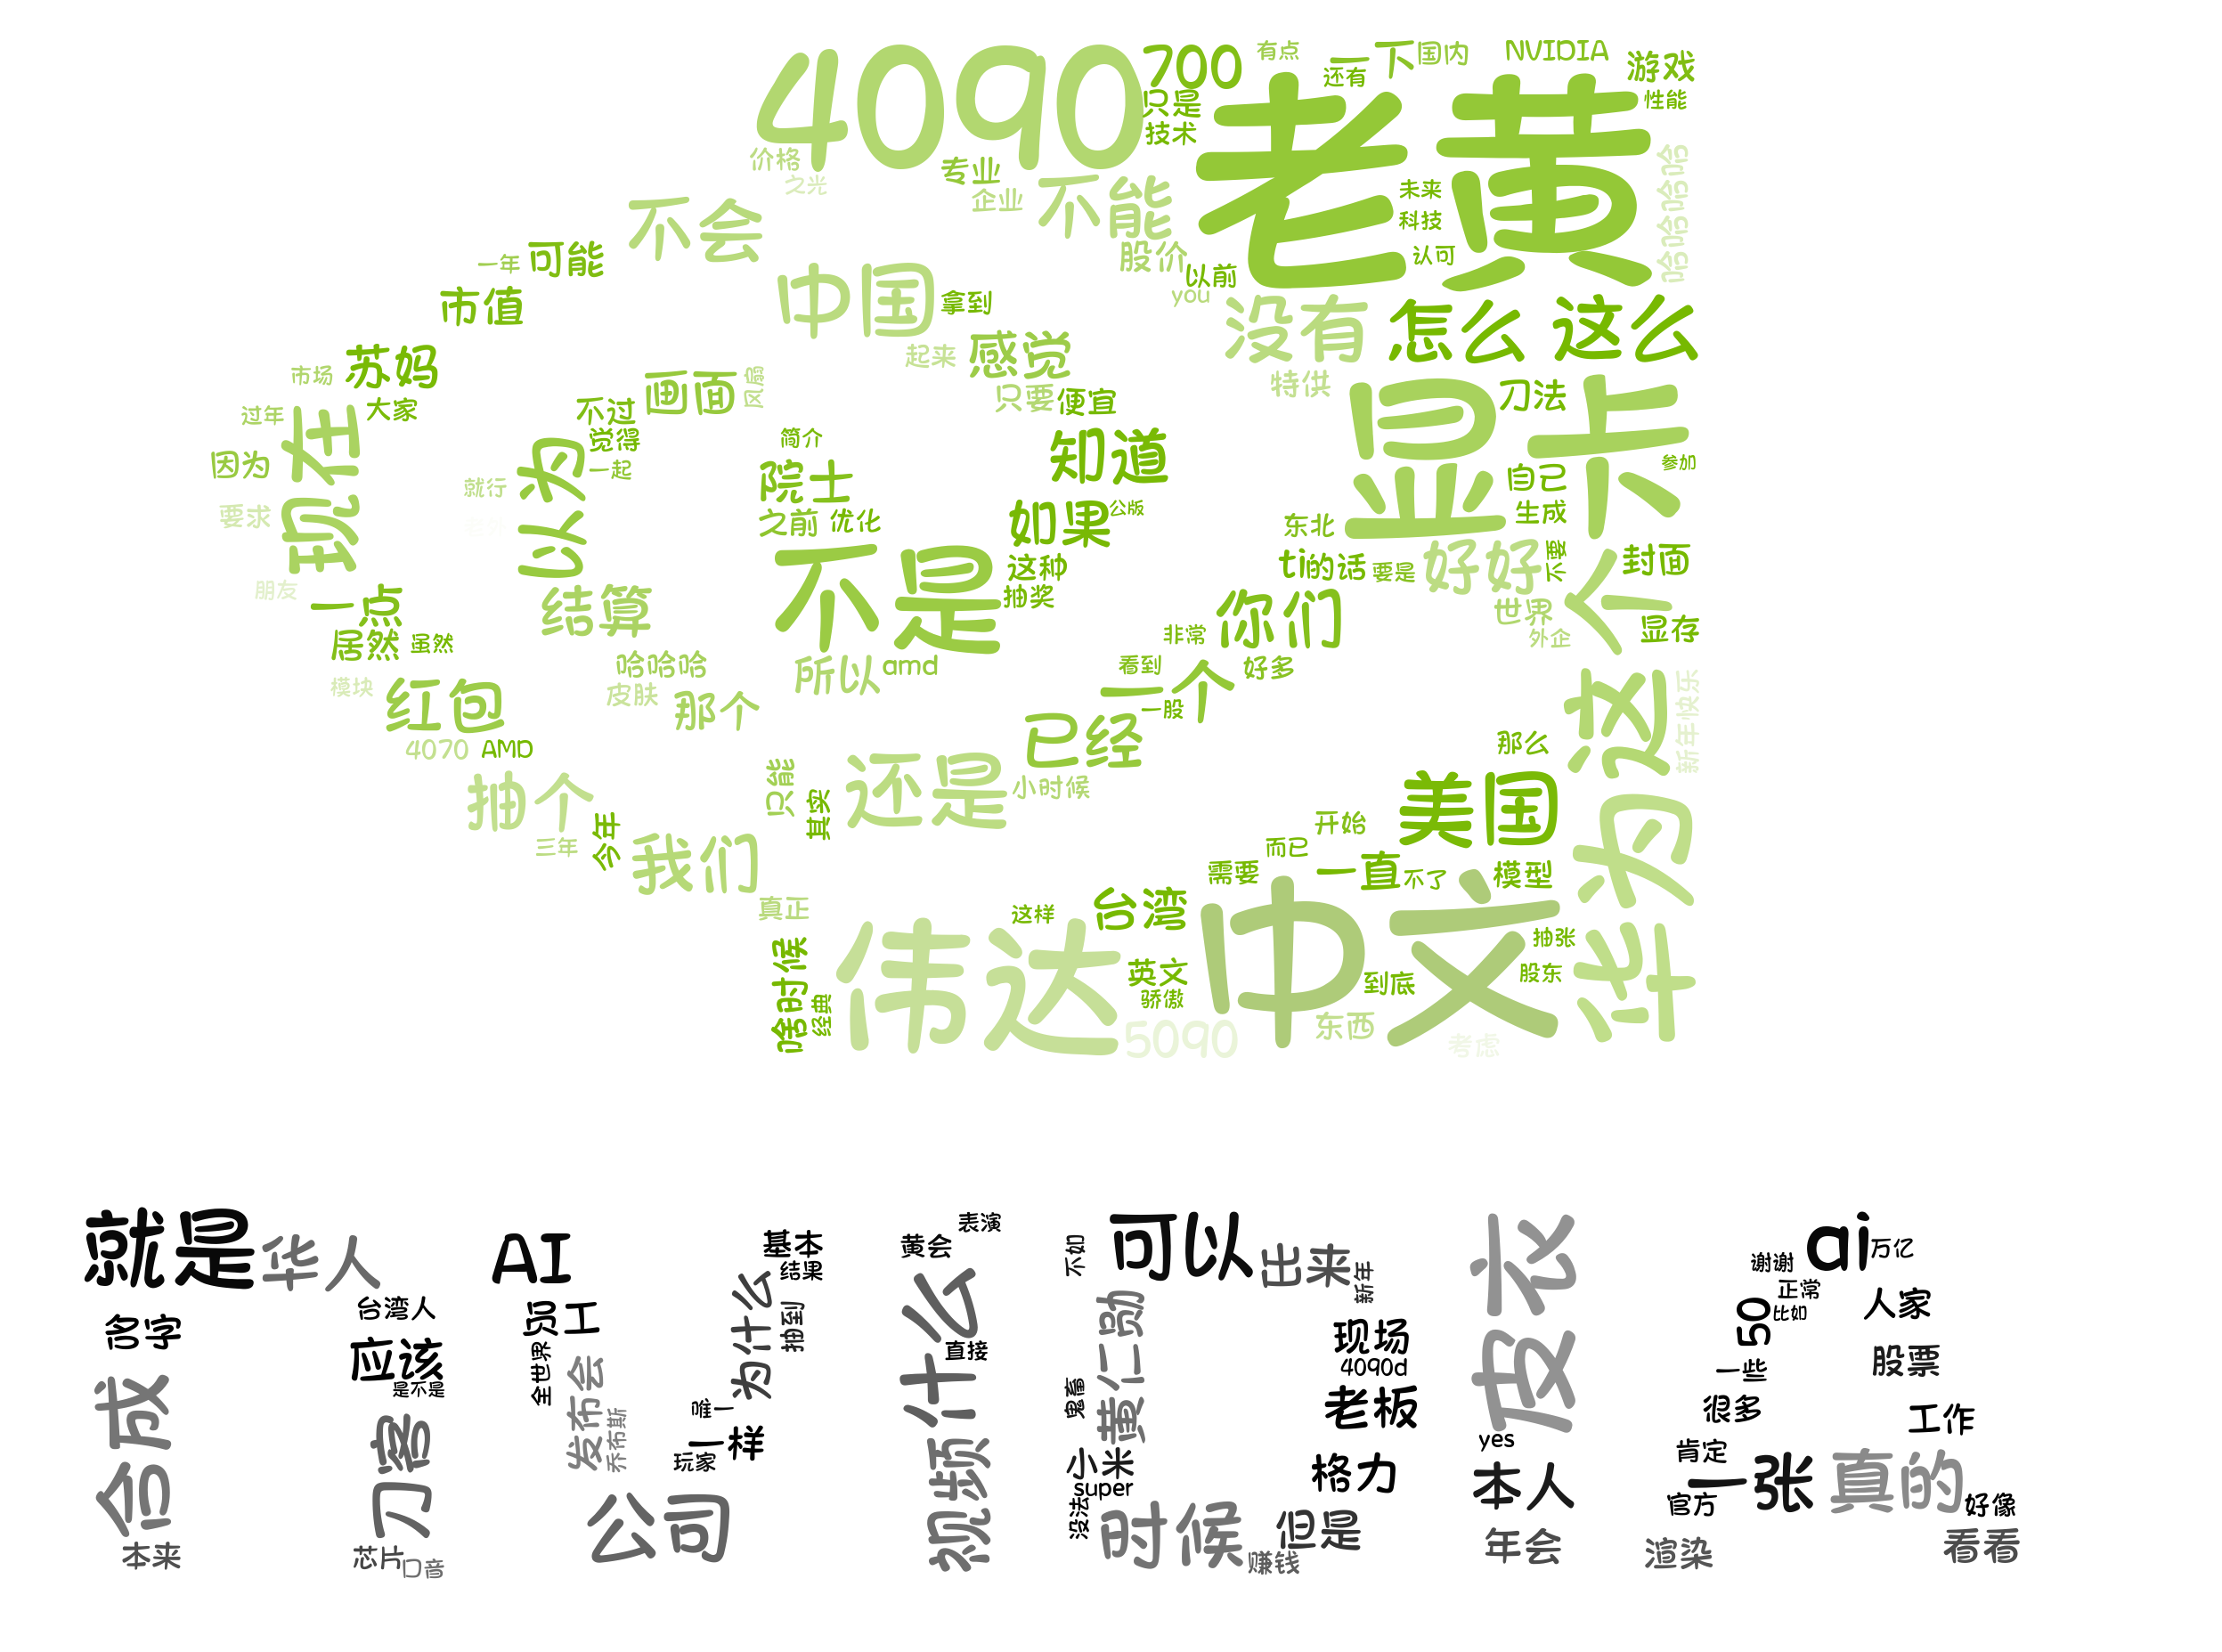 4090
700
有点
一下
国内
NVIDIA
游戏
还有
性能
只是
技术
老黄
价格
之光
专业
企业
不能
未来
科技
认可
哈哈哈哈
不会
股价
以前
you
一年
可能
市值
中国
拿到
没有
怎么
这么
起来
感觉
市场
苏妈
大家
过年
画面
风扇
只要
便宜
特供
显卡
刀法
现在
不过
觉得
一起
简介
知道
参加
因为
就行
以为
院士
之前
优化
如果
公版
自己
生成
要求
东北
不是
这种
抽奖
ti的话
要是
好好
不要
个
封面
朋友
一点
结算
世界
外企
显存
居然
虽然
你们
非常
模块
红包
哈哈哈
皮肤
那个
所以
amd
看到
一个
好多
一股
这
新年快乐
4070
AMD
已经
那么
抽个
只能
其实
还是
小时候
美国
三年
今年
我们
开始
而已
华为
需要
一直
不了
模型
真正
这样
台湾
中文
抽张
啥时候
经典
伟达
英文
骄傲
到底
股东
5090
东西
考虑
就是
华人
AI
基本
结果
黄会
表演
不如
可以
出来
新年
皮衣
谢谢
ai
万亿
名字
台湾人
员工
为什么
抽到
什么
黄仁勋
正常
50
比如
人家
应该
是不是
全世界
发布会
乔布斯
直接
现场
4090d
一些
股票
合成
唯一
鬼畜
老板
很多
工作
刀客
一样
玩家
视频
小米
super
格力
yes
本人
肯定
一张
官方
真的
好像
公司
没法
时候
但是
赚钱
本来
芯片
口音
年会
渲染
看看